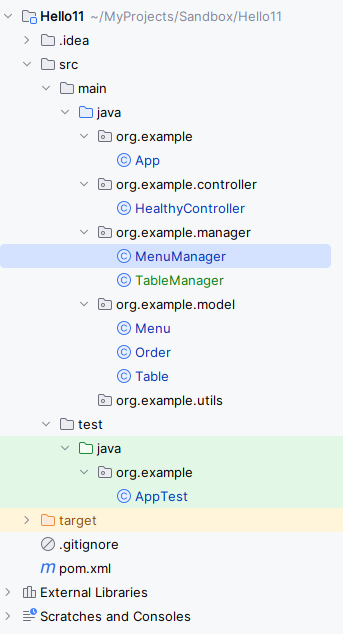 Hello11 ~/MyProjects/Sandbox/Hello11
.idea
src
main
java
org.example
App
org.example.controller
HealthyController
org.example.manager
MenuManager
TableManager
org.example.model
Menu
Order
Table
org.example.utils
test
java
org.example
AppTest
target
.gitignore
pom.xml
External Libraries
Scratches and Consoles